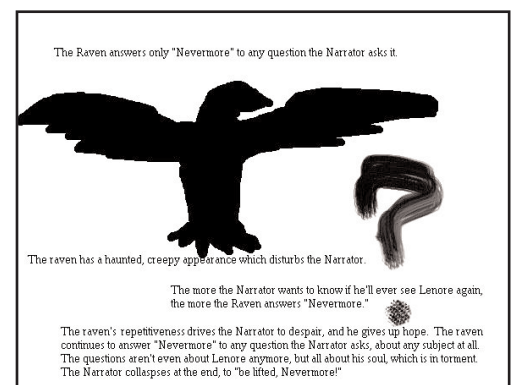 The Raven answers only "Nevermore" to any question the Narrator asks it.
The raven has a haunted, creepy appearance which disturbs the Narrator.
The more the Narrator wants to know if he'll ever see Lenore again,
the more the Raven answers "Nevermore."
The raven's repetitiveness drives the Narrator to despair, and he gives up hope.  The raven
continues to answer "Nevermore" to any question the Narrator asks, about any subject at all.
The questions aren't even about Lenore anymore, but all about his soul, which is in torment.
The Narrator collaspses at the end, to "be lifted, Nevermore!"